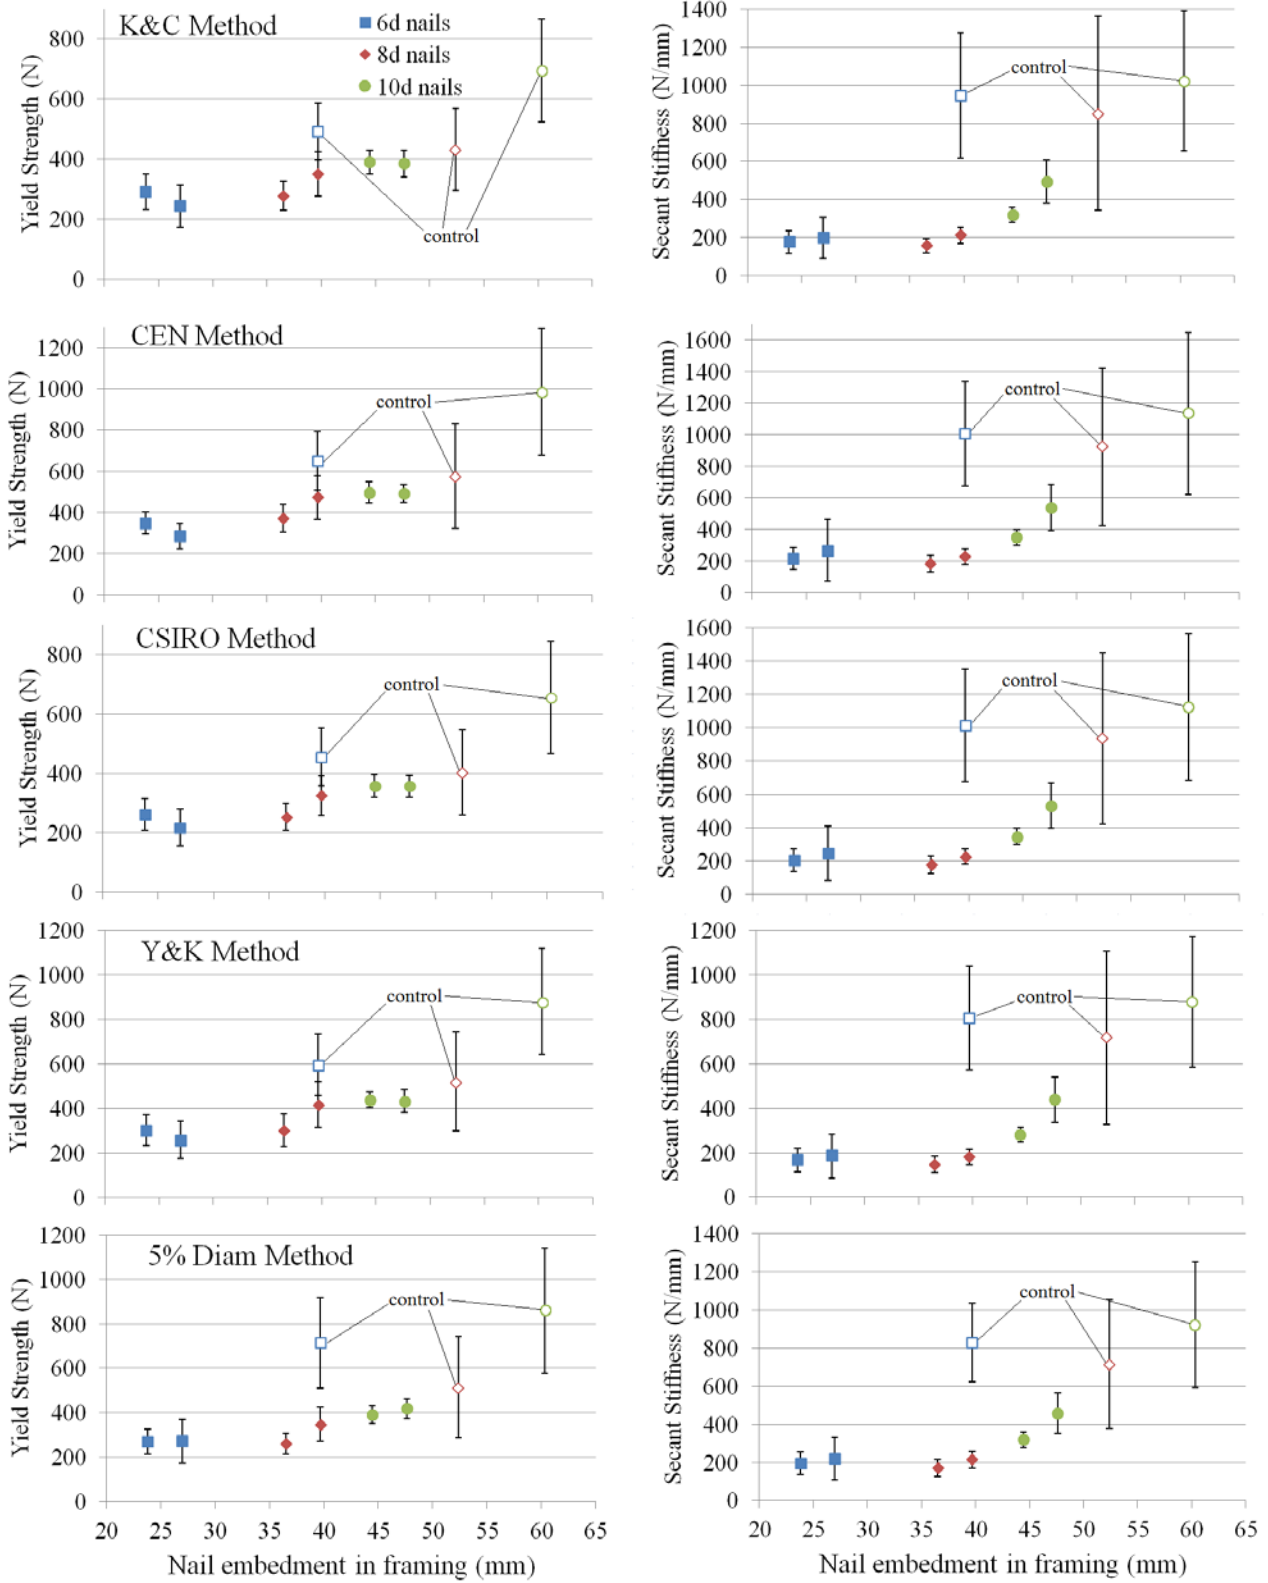 K&C Method
6d nails
8d nails
10d nails
Yield Strength (N)
800
600
400
200
0
control
Secant Stiffness (N/mm)
1400
1200
1000
800
600
400
200
0
control
CEN Method
Yield Strength (N)
1200
1000
800
600
400
200
0
control
Secant Stiffness (N/mm)
1600
1400
1200
1000
800
600
400
200
0
control
CSIRO Method
Yield Strength (N)
800
600
400
200
0
control
Secant Stiffness (N/mm)
1600
1400
1200
1000
800
600
400
200
0
control
Y&K Method
Yield Strength (N)
1200
1000
800
600
400
200
0
control
Secant Stiffness (N/mm)
1200
1000
800
600
400
200
0
control
5% Diam Method
Yield Strength (N)
1200
1000
800
600
400
200
0
control
20 25 30 35 40 45 50 55 60 65
Nail embedment in framing (mm)
Secant Stiffness (N/mm)
1400
1200
1000
800
600
400
200
0
control
20 25 30 35 40 45 50 55 60 65
Nail embedment in framing (mm)